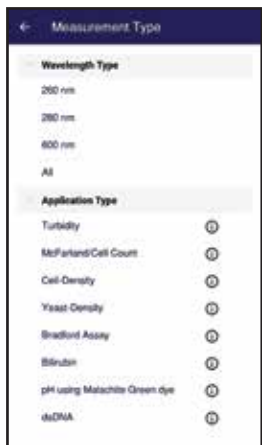 Measurement Type
Wavelength Type
260 nm
280 nm
600 nm
All
Application Type
Turbidity
McFarland/Cell Count
Cell-Density
Yeast-Density
Bradford Assay
Bilirubin
pH using Malachite Green dye
dsDNA